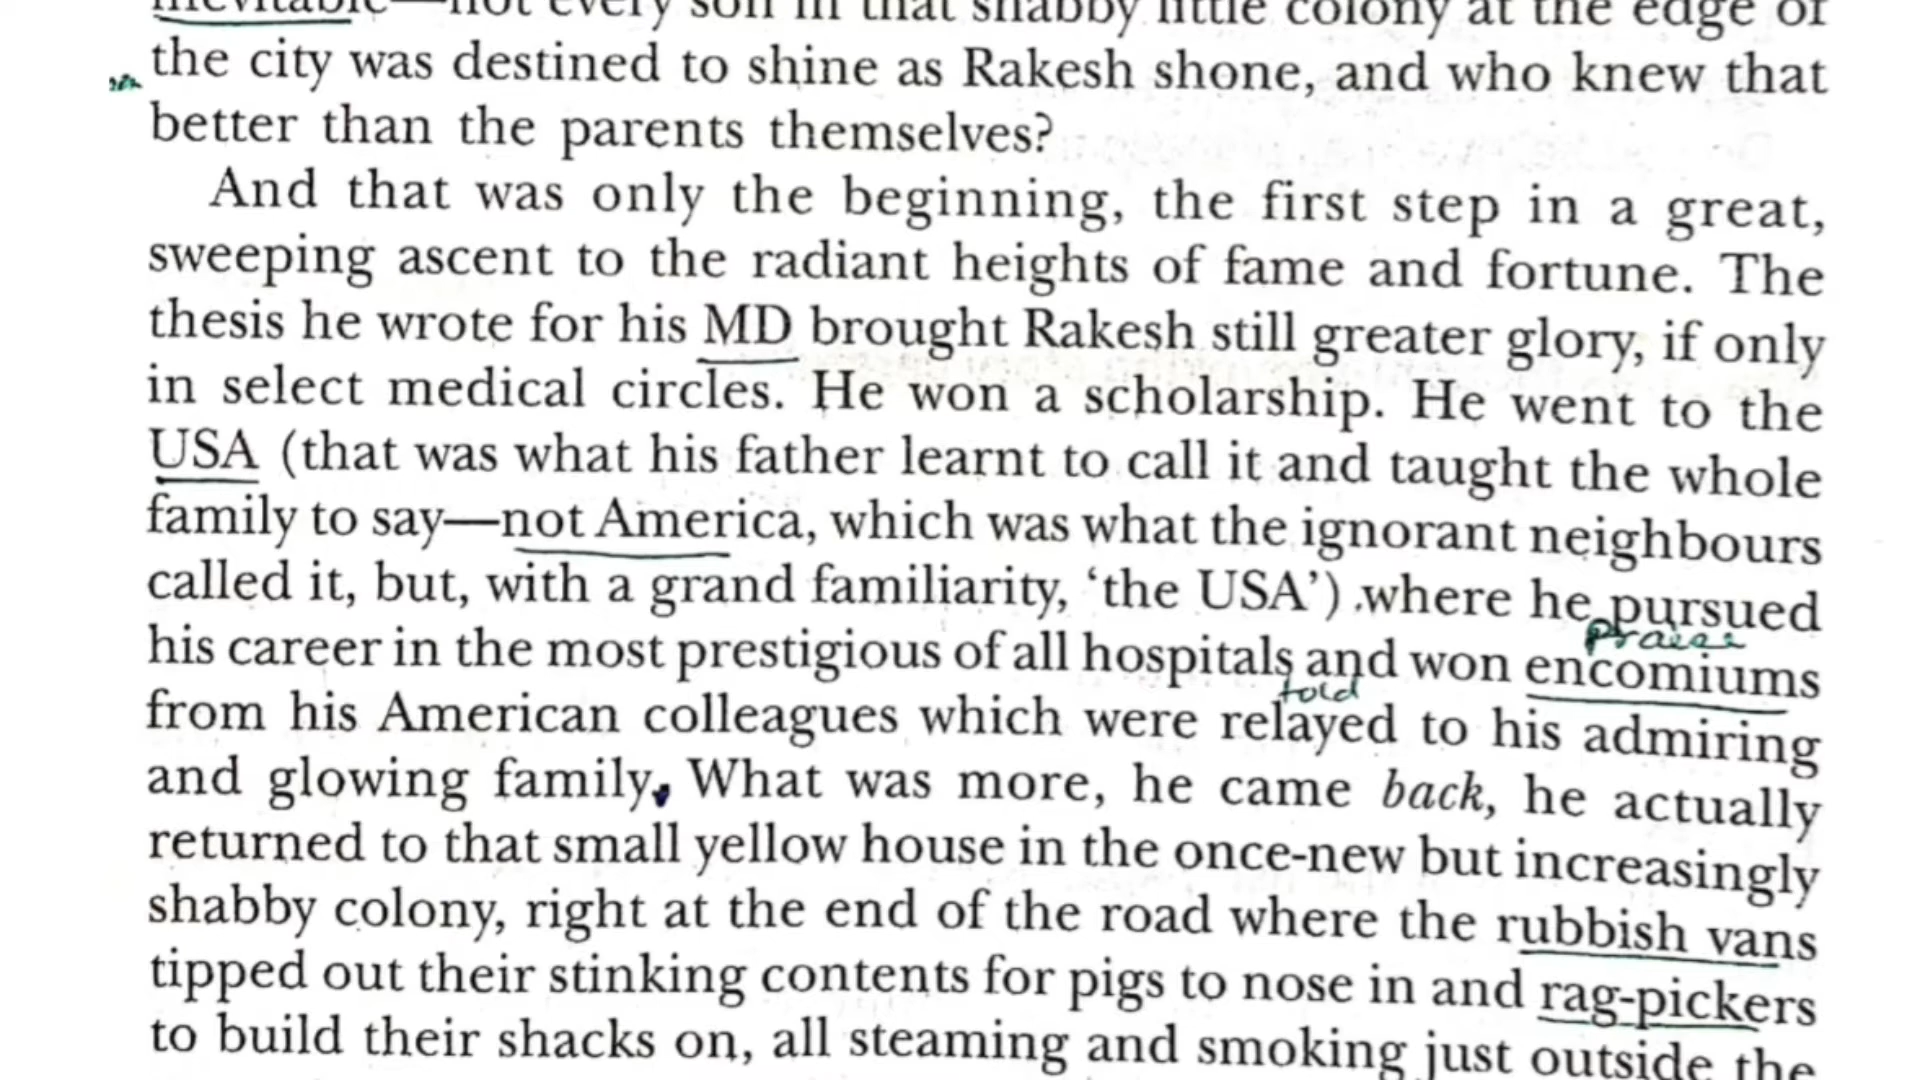 inevitable—not every son in that shabby little colony at the edge of
the city was destined to shine as Rakesh shone, and who knew that
better than the parents themselves?
And that was only the beginning, the first step in a great,
sweeping ascent to the radiant heights of fame and fortune. The
thesis he wrote for his MD brought Rakesh still greater glory, if only
in select medical circles. He won a scholarship. He went to the
USA (that was what his father learnt to call it and taught the whole
family to say—not America, which was what the ignorant neighbours
called it, but, with a grand familiarity, ‘the USA’) where he pursued
praise
his career in the most prestigious of all hospitals and won encomiums
told
from his American colleagues which were relayed to his admiring
and glowing family. What was more, he came back, he actually
returned to that small yellow house in the once-new but increasingly
shabby colony, right at the end of the road where the rubbish vans
tipped out their stinking contents for pigs to nose in and rag-pickers
to build their shacks on, all steaming and smoking just outside the